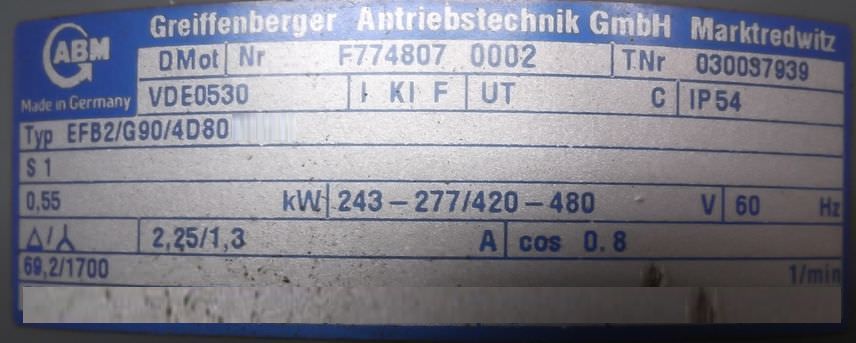 Greiffenberger Antriebstechnik GmbH Marktredwitz
ABM
Made in Germany
DMot Nr F774807 0002 T.Nr 030087939
VDE0530 I KI F UT C IP54
Typ EFB2/G90/4D80
S 1
0,55 kW 243-277/420-480 V 60 Hz
Δ/⅄ 2,25/1,3 A cos 0.8
69,2/1700 1/min